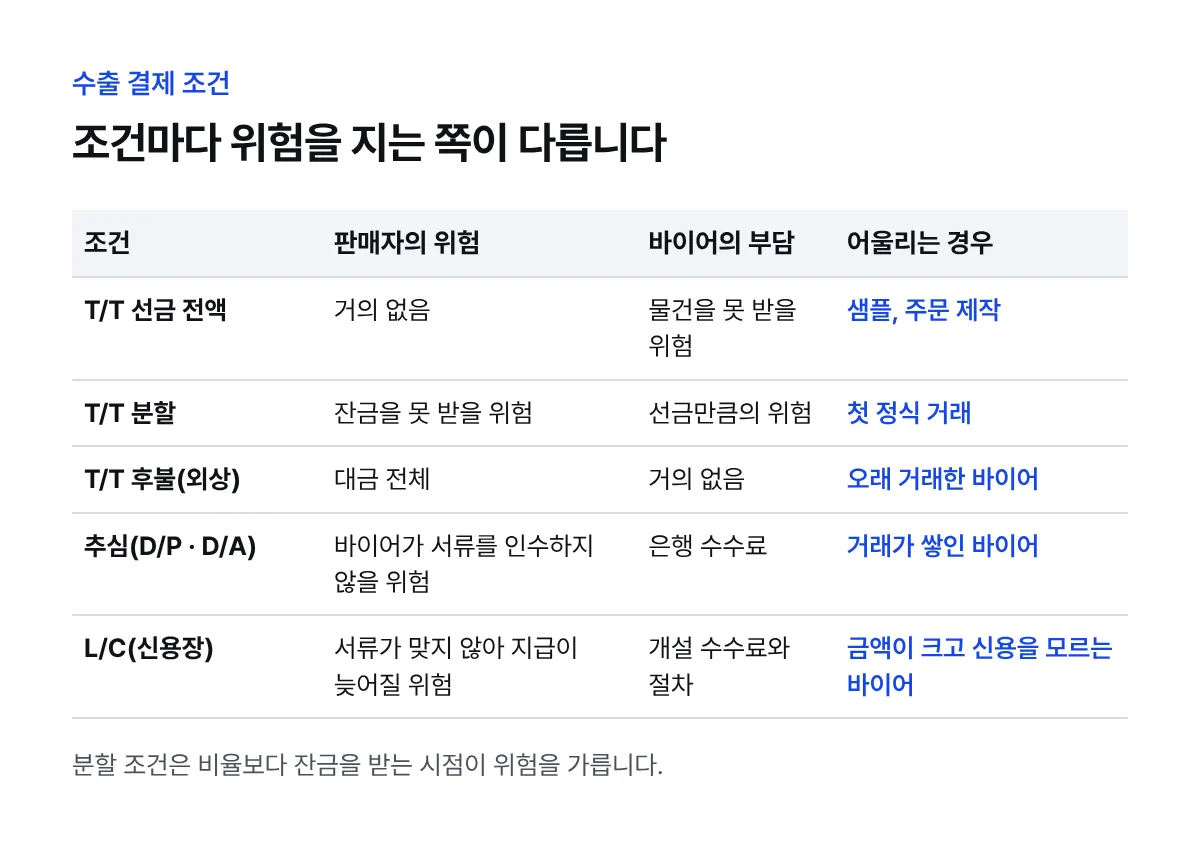 수출 결제 조건
조건마다 위험을 지는 쪽이 다릅니다
조건 판매자의 위험 바이어의 부담 어울리는 경우
T/T 선금 전액 거의 없음 물건을 못 받을 샘플, 주문 제작
위험
T/T 분할 잔금을 못 받을 위험 선금만큼의 위험 첫 정식 거래
T/T 후불(외상) 대금 전체 거의 없음 오래 거래한 바이어
추심(D/P · D/A) 바이어가 서류를 인수하지 은행 수수료 거래가 쌓인 바이어
않을 위험
L/C(신용장) 서류가 맞지 않아 지급이 개설 수수료와 금액이 크고 신용을 모르는
늦어질 위험 절차 바이어
분할 조건은 비율보다 잔금을 받는 시점이 위험을 가릅니다.